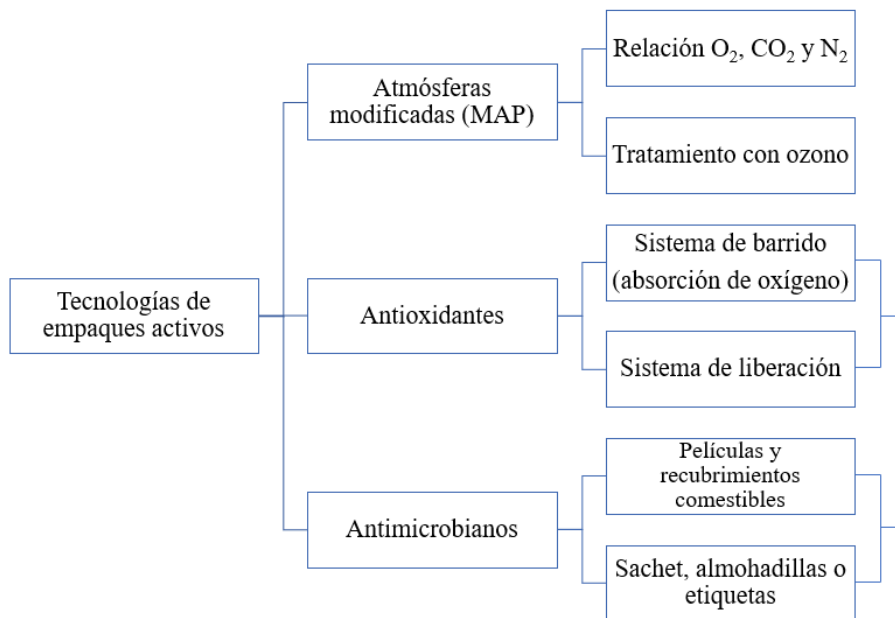 Tecnologías de
empaques activos
Atmósferas
modificadas (MAP)
Relación O₂, CO₂ y N₂
Tratamiento con ozono
Antioxidantes
Sistema de barrido
(absorción de oxígeno)
Sistema de liberación
Antimicrobianos
Películas y
recubrimientos
comestibles
Sachet, almohadillas o
etiquetas